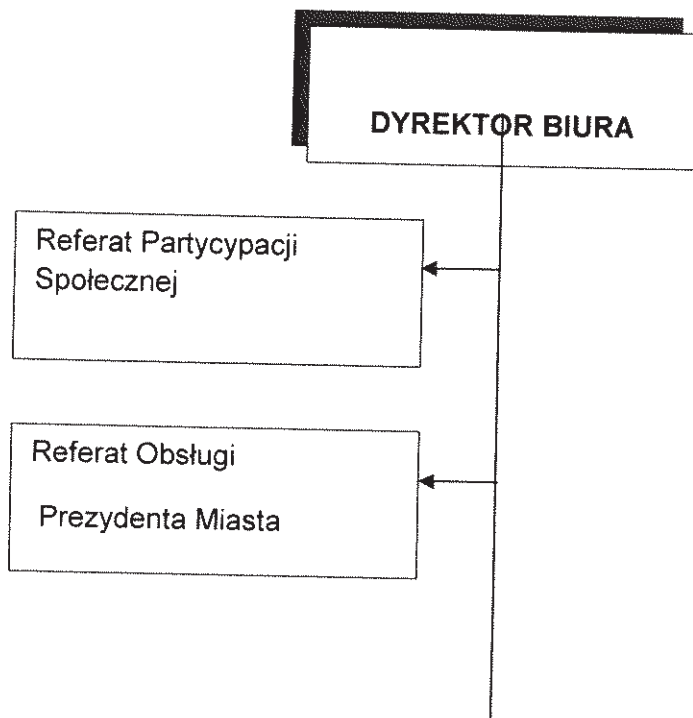 DYREKTOR BIURA
Referat Partycypacji
Społecznej
Referat Obsługi
Prezydenta Miasta